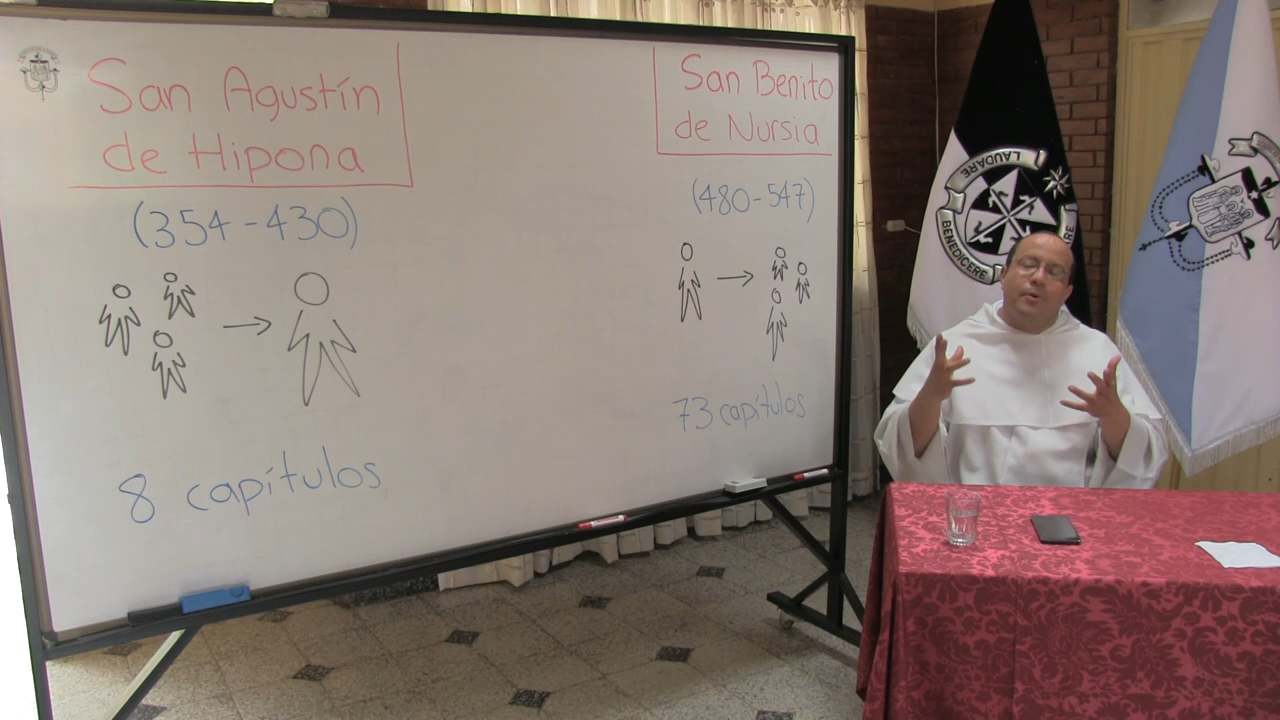 San Agustín
de Hipona
(354-430)
8 capítulos
San Benito
de Nursia
(480-547)
73 capítulos
LAUDARE
BENEDICERE